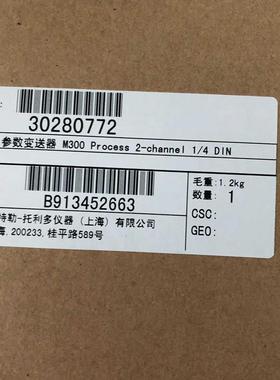 30280772
参数变送器 M300 Process 2-channel 1/4 DIN
B913452663
毛重:1.2kg
数量: 1
CSC:
GEO:
特勒-托利多仪器(上海)有限公司
海.200233.桂平路589号